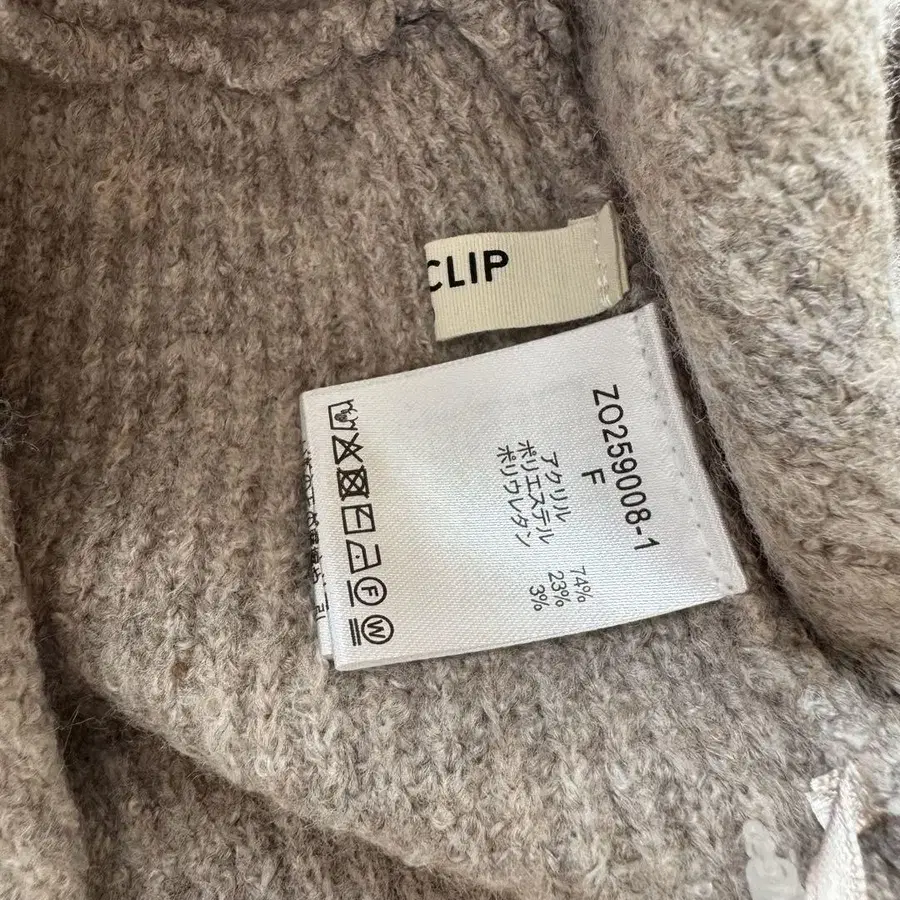 CLIP
ZO259008-1
F
アクリル 74%
ポリエステル 23%
ポリウレタン 3%
F
W